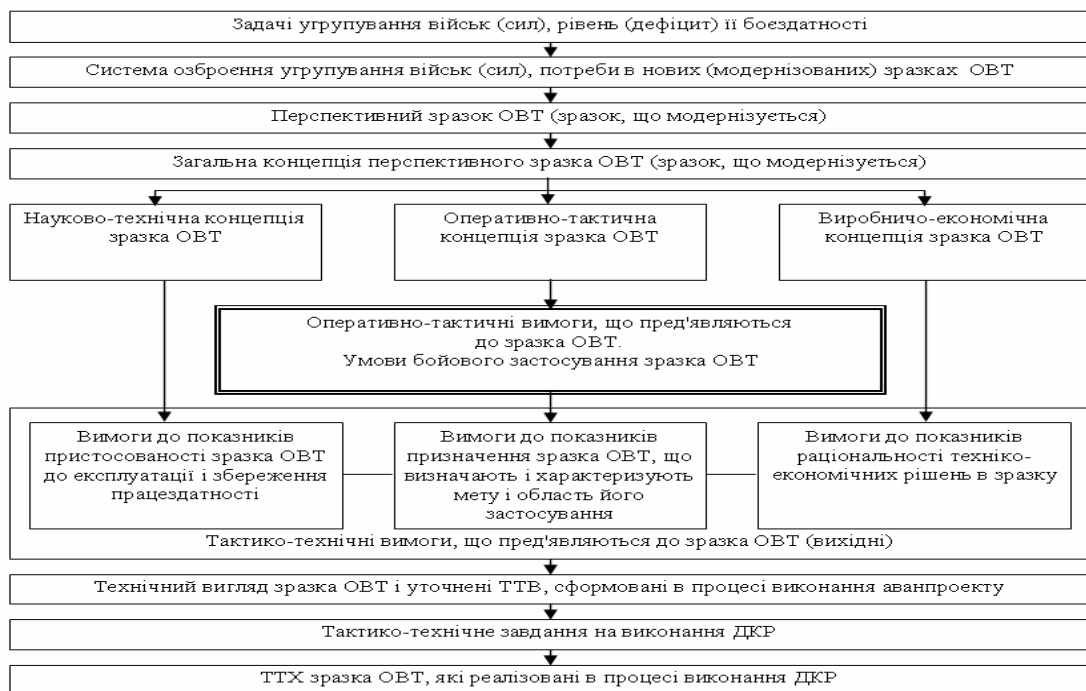 Задачі угрупування військ (сил), рівень (дефіцит) її боєздатності
Система озброєння угрупування військ (сил), потреби в нових (модернізованих) зразках ОВТ
Перспективний зразок ОВТ (зразок, що модернізується)
Загальна концепція перспективного зразка ОВТ (зразок, що модернізується)
Науково-технічна концепція
зразка ОВТ
Оперативно-тактична
концепція зразка ОВТ
Виробничо-економічна
концепція зразка ОВТ
Оперативно-тактичні вимоги, що пред'являються
до зразка ОВТ.
Умови бойового застосування зразка ОВТ
Вимоги до показників
пристосованості зразка ОВТ
до експлуатації і збереження
працездатності
Вимоги до показників
призначення зразка ОВТ, що
визначають і характеризують
мету і область його
застосування
Вимоги до показників
раціональності техніко-
економічних рішень в зразку
Тактико-технічні вимоги, що пред'являються до зразка ОВТ (вихідні)
Технічний вигляд зразка ОВТ і уточнені ТТВ, сформовані в процесі виконання аванпроекту
Тактико-технічне завдання на виконання ДКР
ТТХ зразка ОВТ, які реалізовані в процесі виконання ДКР